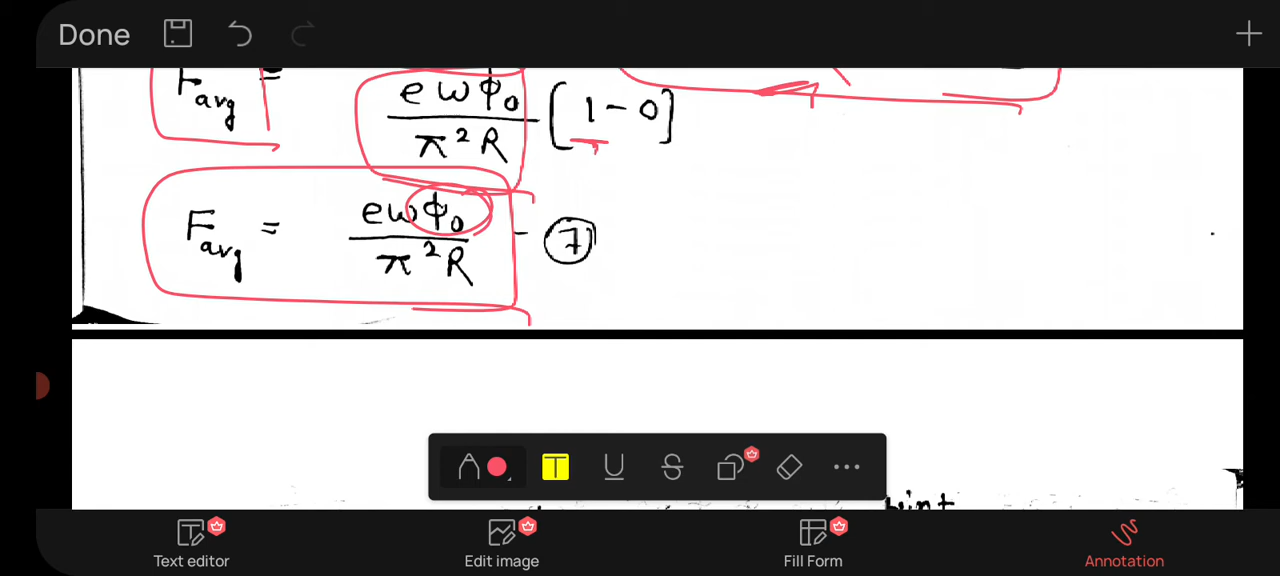 Done
F_avg = eωϕ₀ / π²R [1 - 0]
F_avg = eωϕ₀ / π²R - ⑦
T U S ...
Text editor Edit image Fill Form Annotation